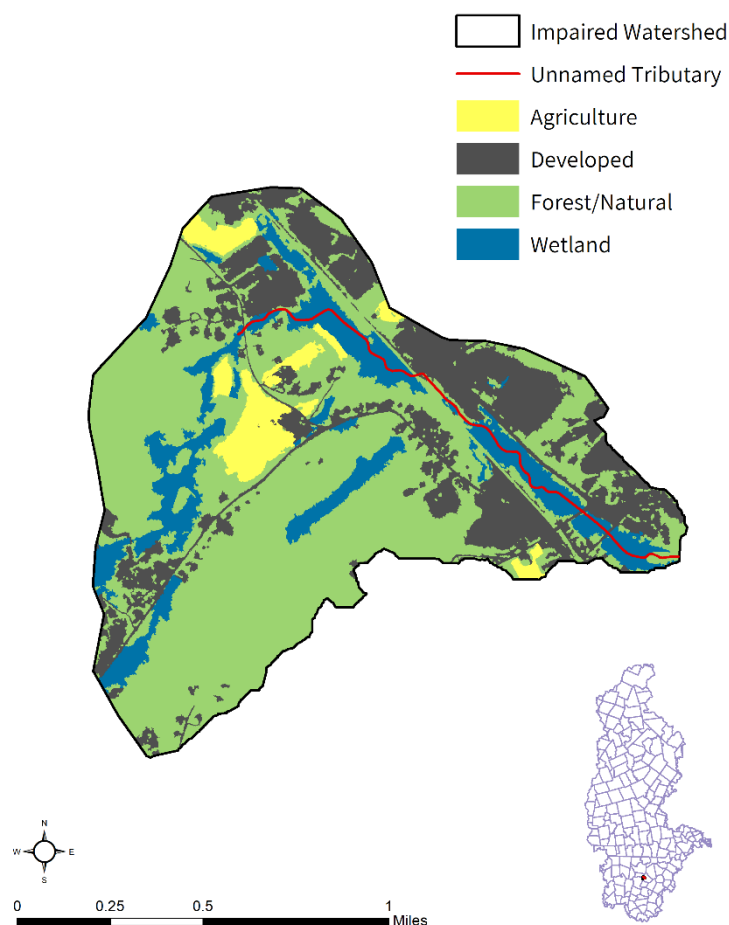 Impaired Watershed
Unnamed Tributary
Agriculture
Developed
Forest/Natural
Wetland
N
W E
S
0 0.25 0.5 1
Miles